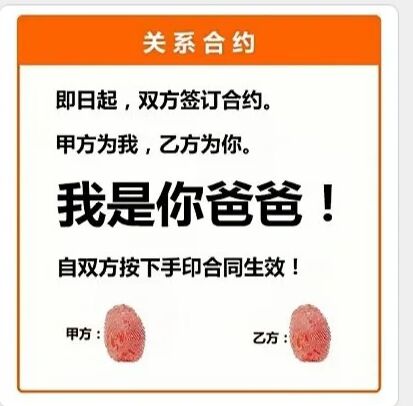 关系合约
即日起，双方签订合约。
甲方为我，乙方为你。
我是你爸爸！
自双方按下手印合同生效！
甲方：
乙方：